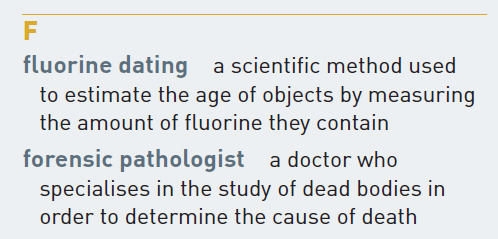 F
fluorine dating a scientific method used
to estimate the age of objects by measuring
the amount of fluorine they contain
forensic pathologist a doctor who
specialises in the study of dead bodies in
order to determine the cause of death